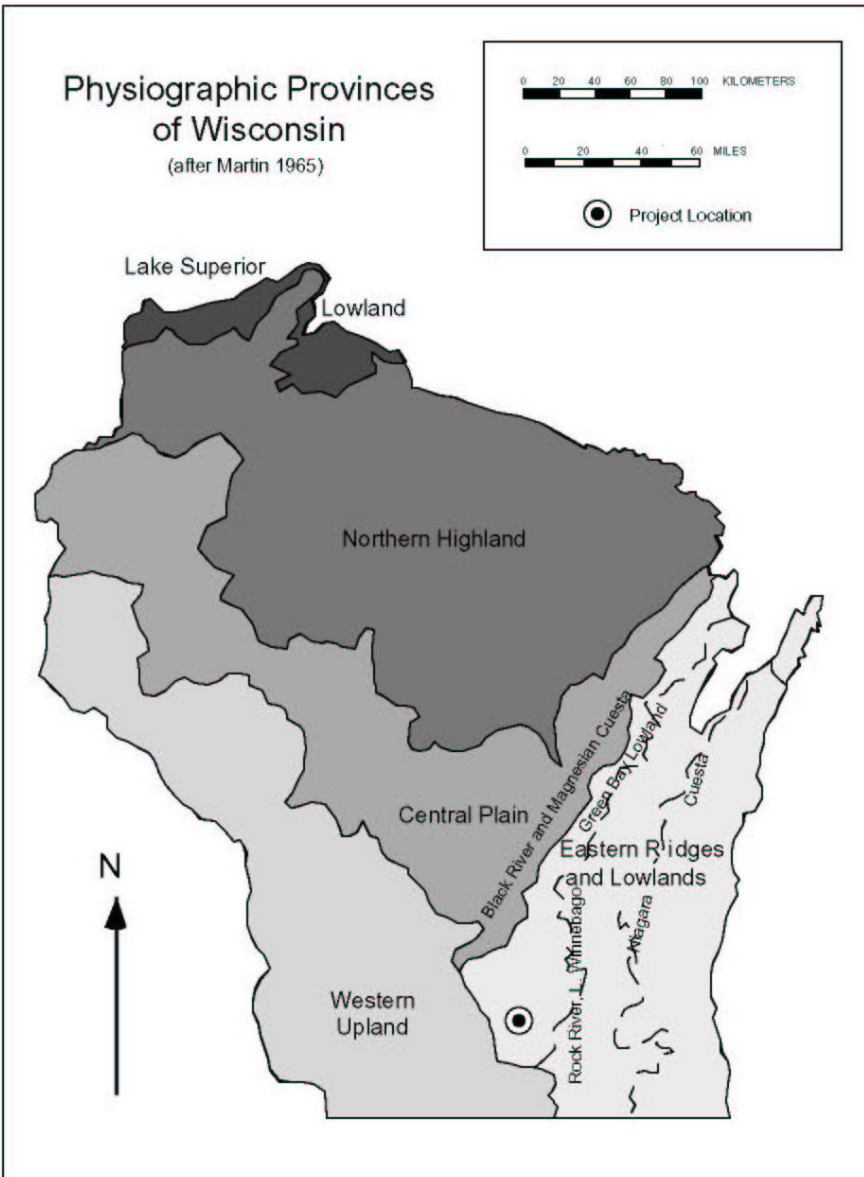 Physiographic Provinces
of Wisconsin
(after Martin 1965)
0 20 40 60 80 100 KILOMETERS
0 20 40 60 MILES
Project Location
Lake Superior
Lowland
Northern Highland
Black River and Magnesian Cuesta
Green Bay Lowland
Cuesta
Central Plain
Eastern Ridges
and Lowlands
Niagara
Rock River, L. Winnebago
N
Western
Upland